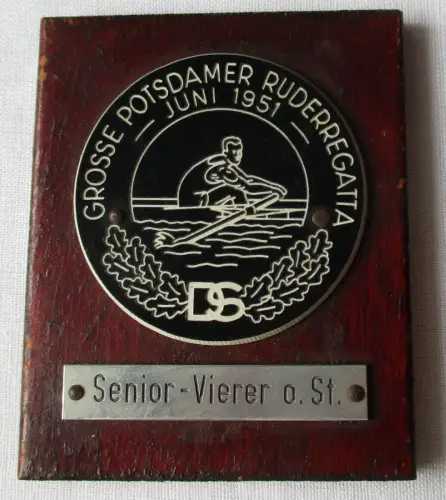 GROSSE POTSDAMER RUDERREGATTA
JUNI 1951
DS
Senior-Vierer o. St.